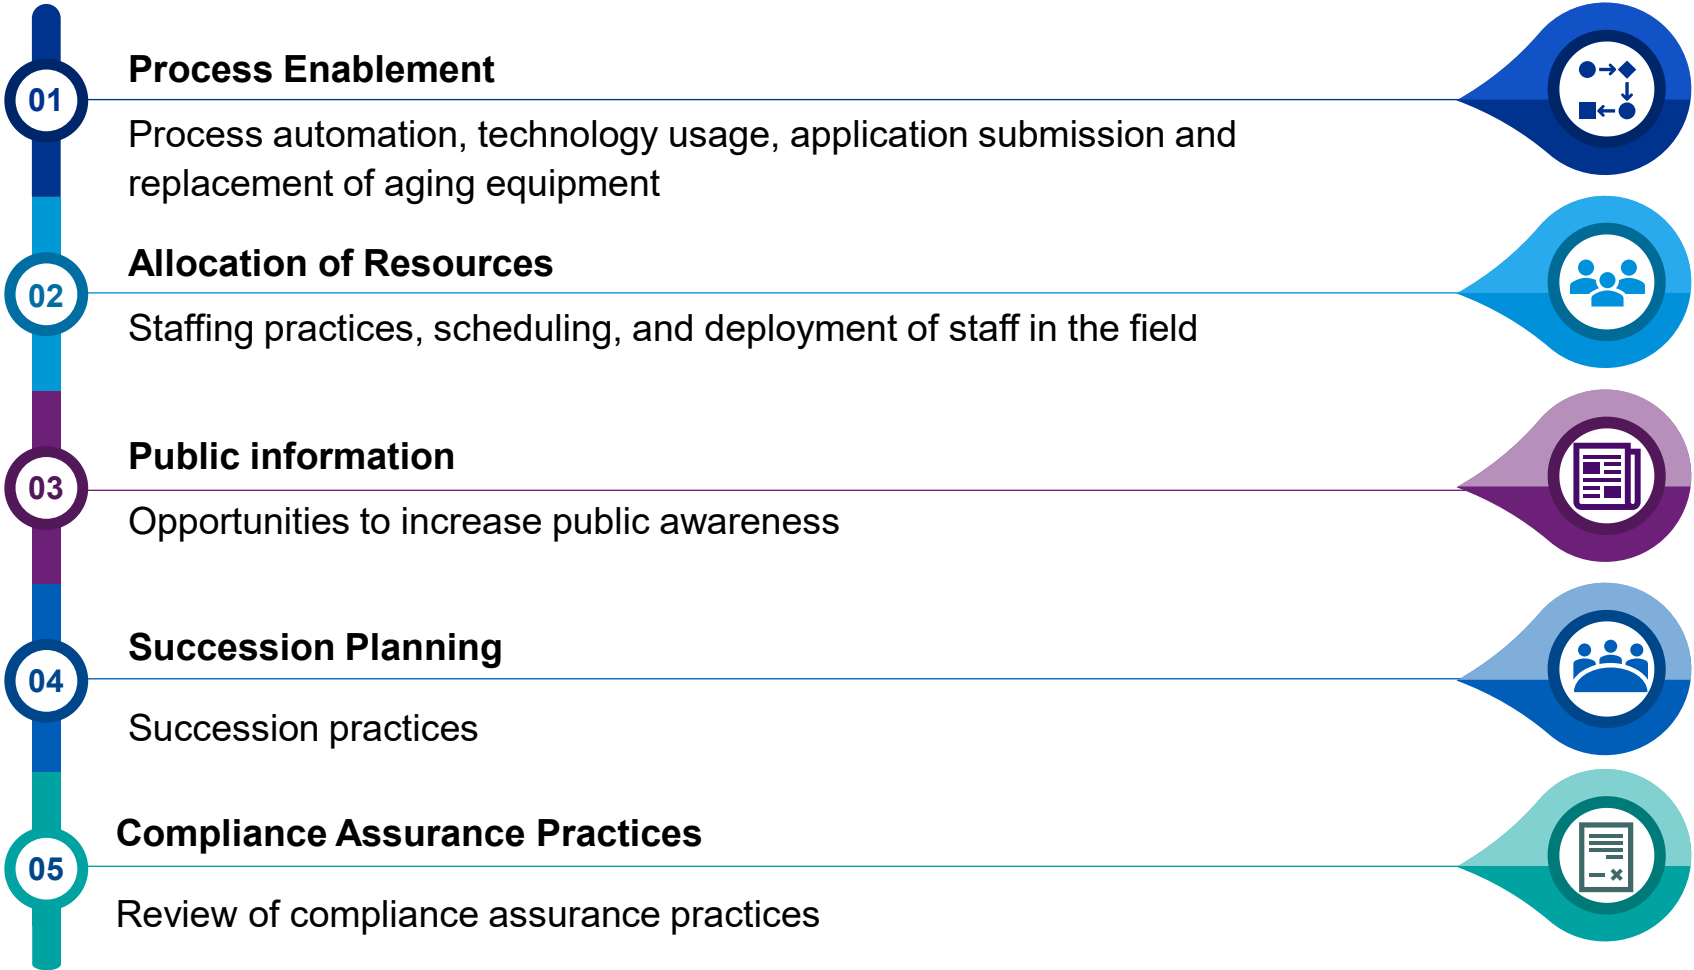 01
Process Enablement
Process automation, technology usage, application submission and
replacement of aging equipment
02
Allocation of Resources
Staffing practices, scheduling, and deployment of staff in the field
03
Public information
Opportunities to increase public awareness
04
Succession Planning
Succession practices
05
Compliance Assurance Practices
Review of compliance assurance practices